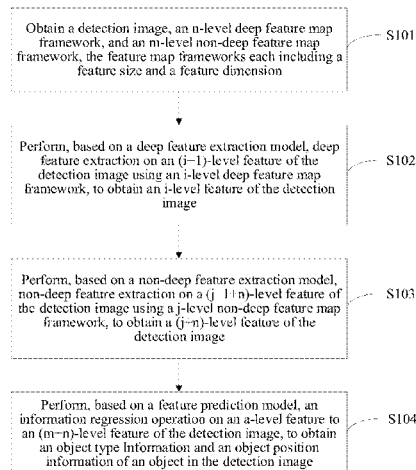 Obtain a detection image, an n-level deep feature map
framework, and an m-level non-deep feature map
framework, the feature map frameworks each including a
feature size and a feature dimension
S101
Perform, based on a deep feature extraction model, deep
feature extraction on an (i−1)-level feature of the
detection image using an i-level deep feature map
framework, to obtain an i-level feature of the detection
image
S102
Perform, based on a non-deep feature extraction model,
non-deep feature extraction on a (j−1+n)-level feature of
the detection image using a j-level non-deep feature map
framework, to obtain a (j+n)-level feature of the
detection image
S103
Perform, based on a feature prediction model, an
information regression operation on an a-level feature to
an (m+n)-level feature of the detection image, to obtain
an object type information and an object position
information of an object in the detection image
S104